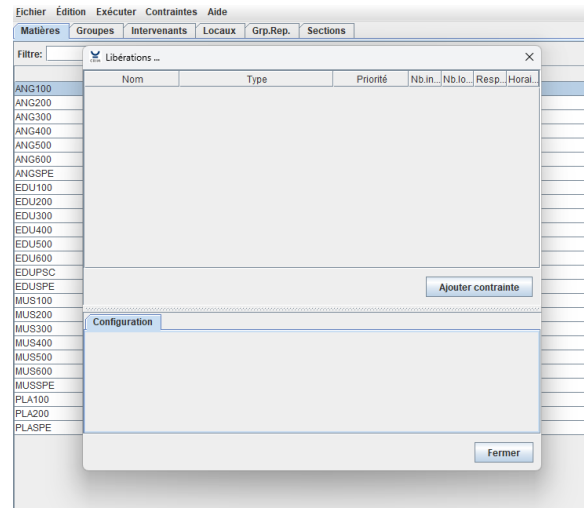 Fichier Édition Exécuter Contraintes Aide
Matières Groupes Intervenants Locaux Grp.Rep. Sections
Filtre:
Libérations ...
Nom Type Priorité Nb.in... Nb.lo... Resp... Horai...
ANG100
ANG200
ANG300
ANG400
ANG500
ANG600
ANGSPE
EDU100
EDU200
EDU300
EDU400
EDU500
EDU600
EDUPSC
EDUSPE
Ajouter contrainte
MUS100
MUS200
Configuration
MUS300
MUS400
MUS500
MUS600
MUSSPE
PLA100
PLA200
PLASPE
Fermer